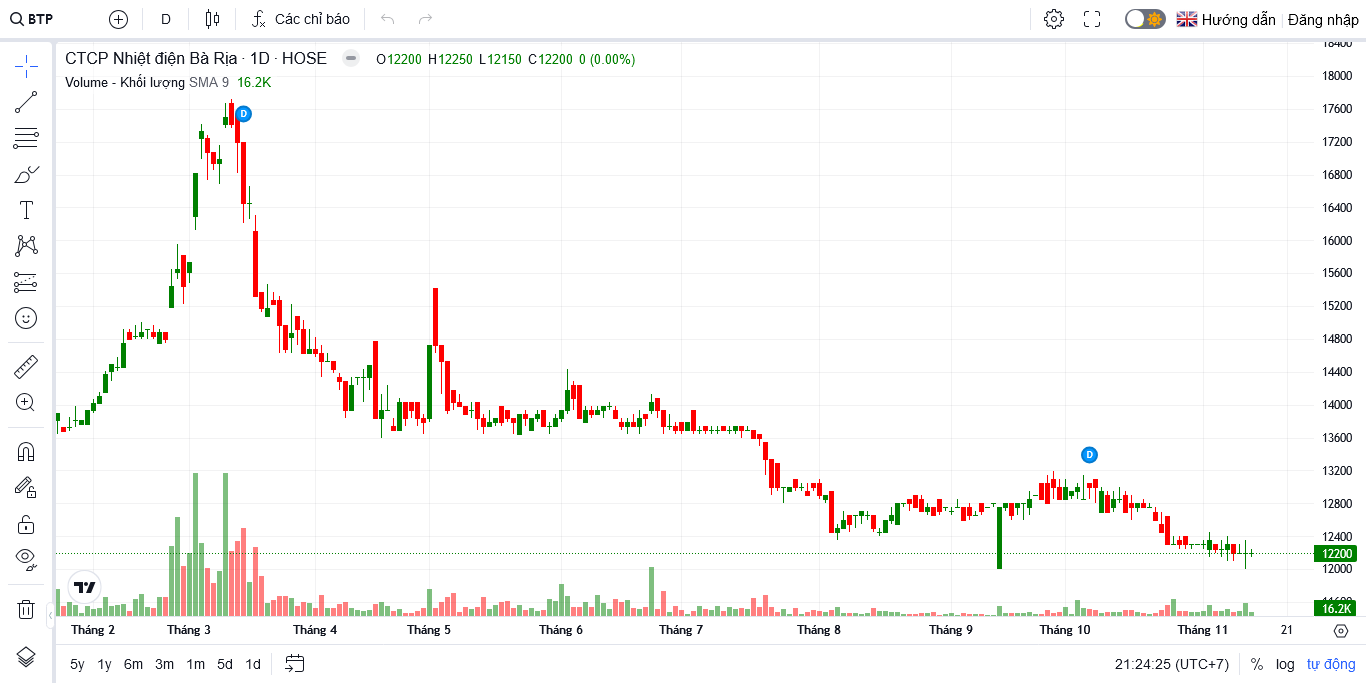 BTP D Các chỉ báo Hướng dẫn Đăng nhập
CTCP Nhiệt điện Bà Rịa · 1D · HOSE O12200 H12250 L12150 C12200 0 (0.00%)
Volume - Khối lượng SMA 9 16.2K
D
D
18400
18000
17600
17200
16800
16400
16000
15600
15200
14800
14400
14000
13600
13200
12800
12400
12200
12000
11600
16.2K
Tháng 2 Tháng 3 Tháng 4 Tháng 5 Tháng 6 Tháng 7 Tháng 8 Tháng 9 Tháng 10 Tháng 11 21
5y 1y 6m 3m 1m 5d 1d 21:24:25 (UTC+7) % log tự động